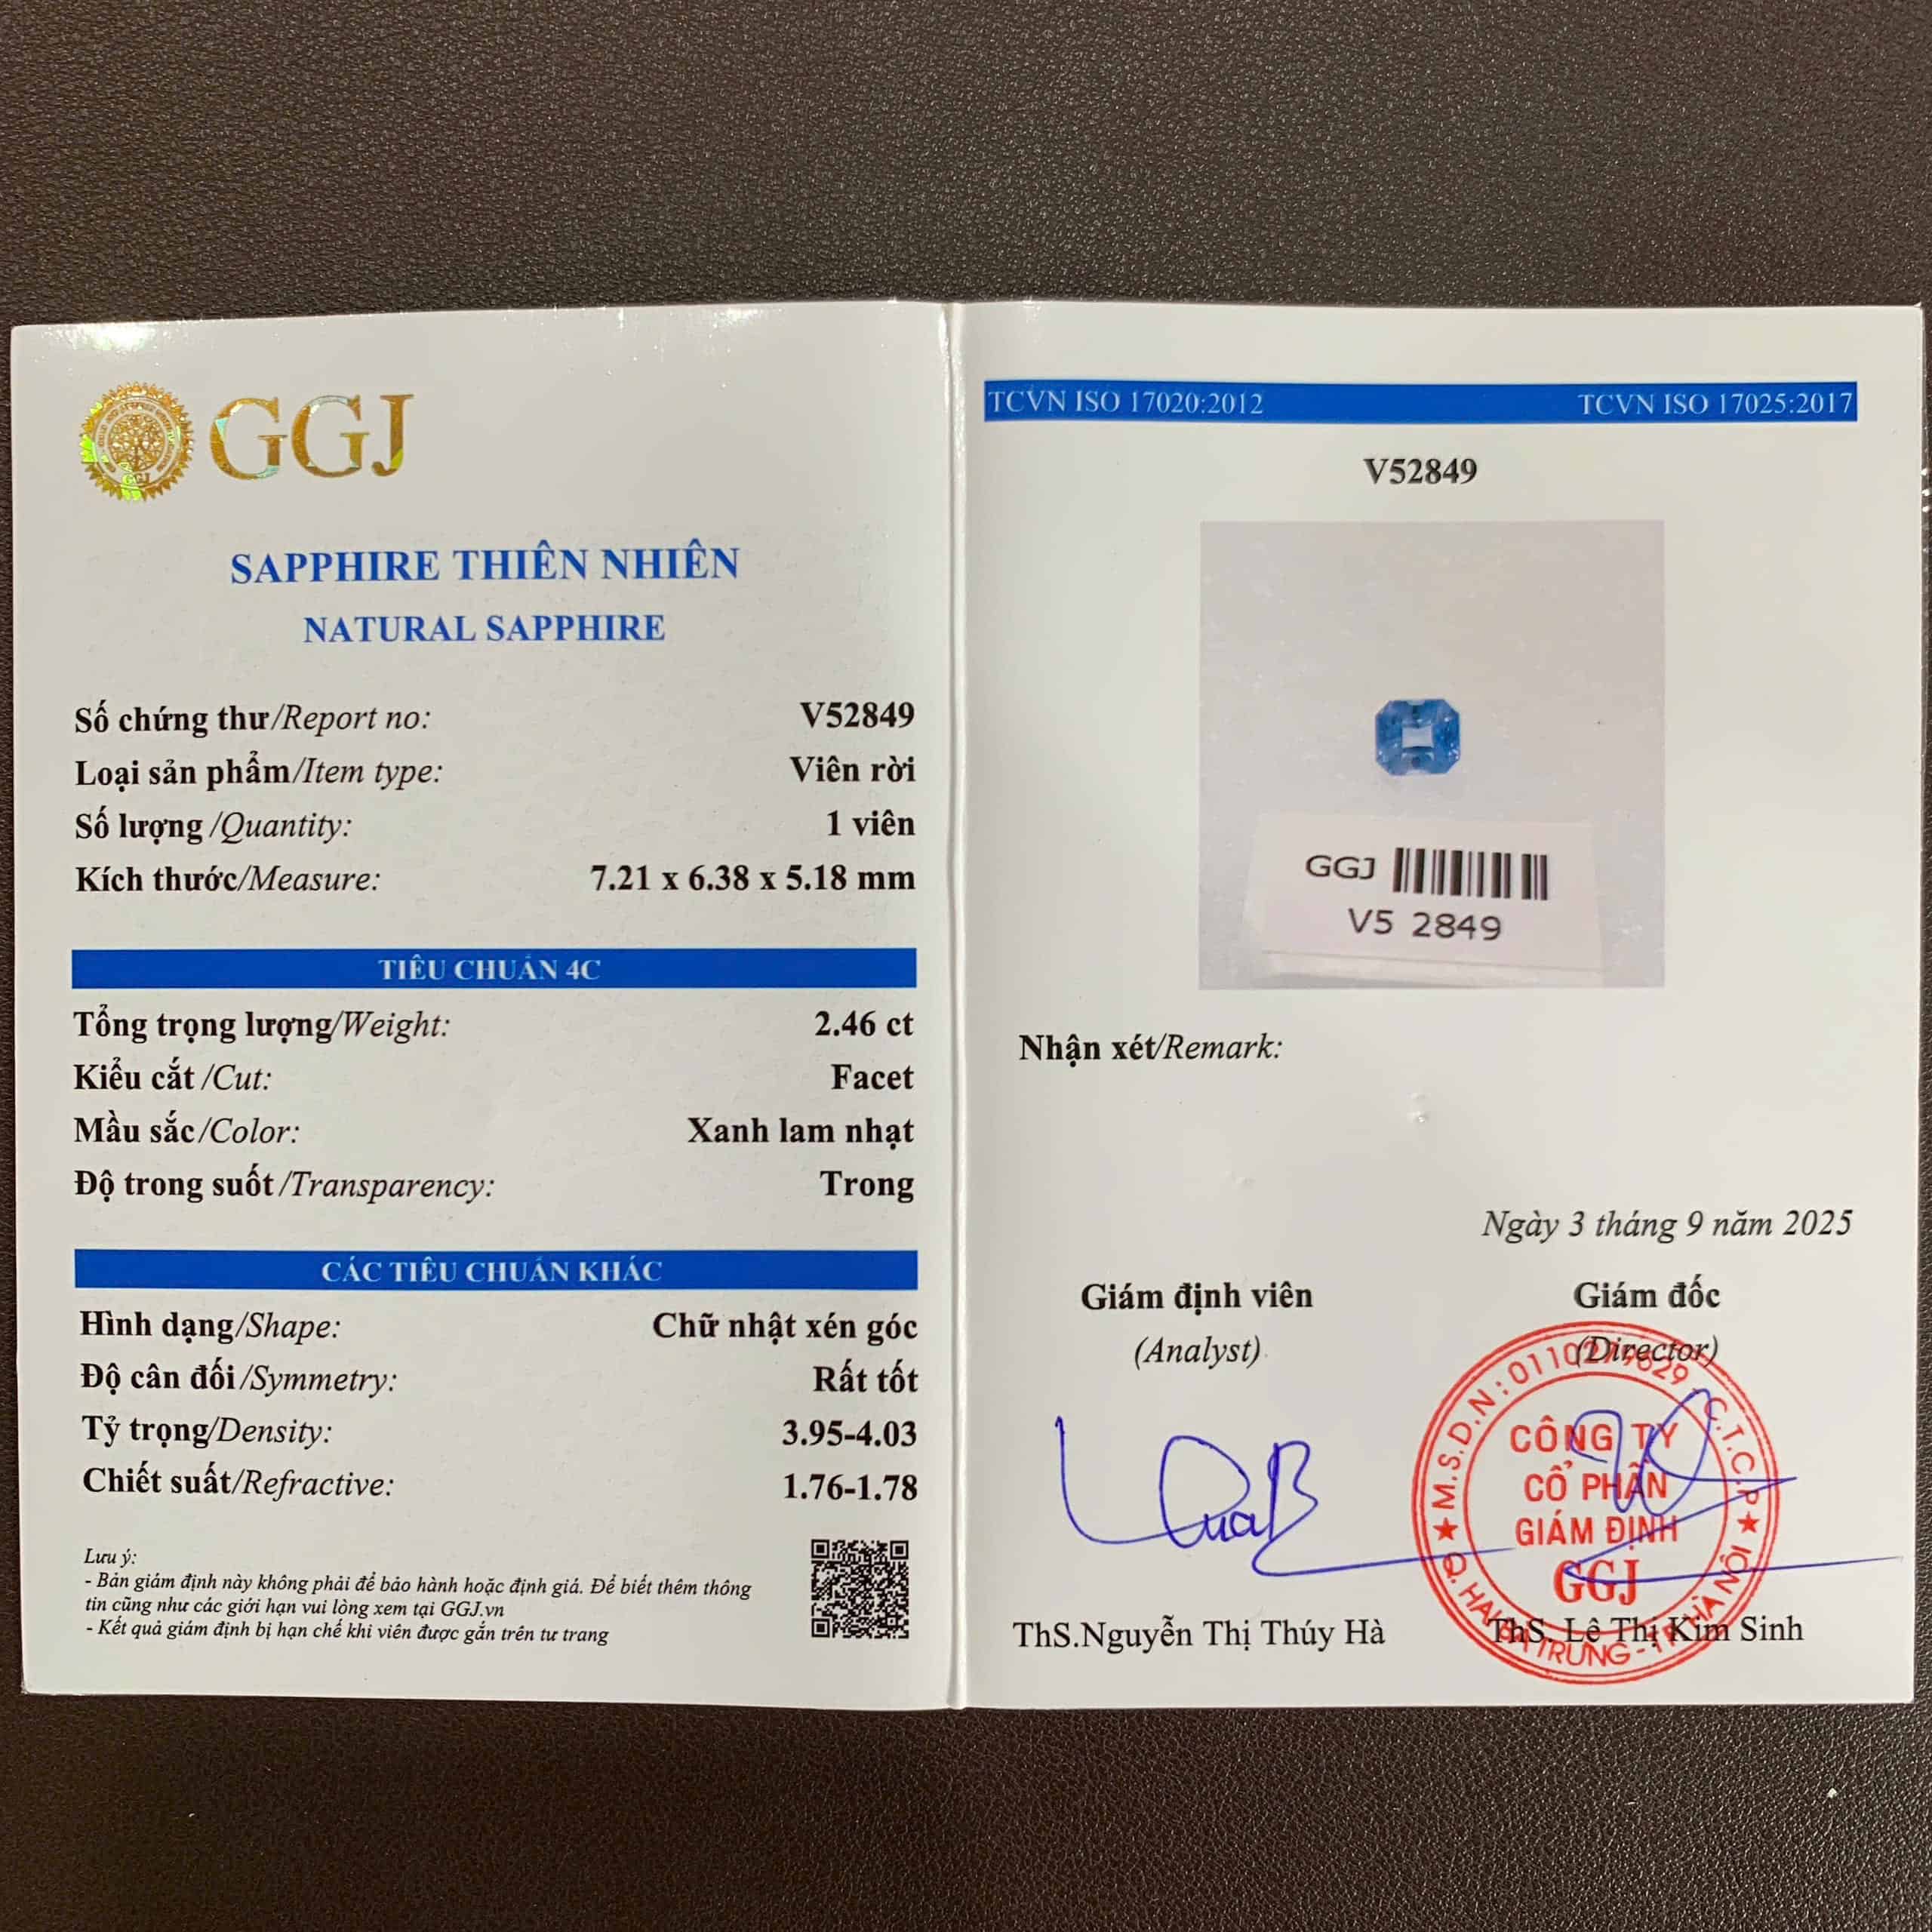 GGJ
GGJ
SAPPHIRE THIÊN NHIÊN
NATURAL SAPPHIRE
Số chứng thư/Report no: V52849
Loại sản phẩm/Item type: Viên rời
Số lượng /Quantity: 1 viên
Kích thước/Measure: 7.21 x 6.38 x 5.18 mm
TIÊU CHUẨN 4C
Tổng trọng lượng/Weight: 2.46 ct
Kiểu cắt /Cut: Facet
Mầu sắc/Color: Xanh lam nhạt
Độ trong suốt /Transparency: Trong
CÁC TIÊU CHUẨN KHÁC
Hình dạng/Shape: Chữ nhật xén góc
Độ cân đối /Symmetry: Rất tốt
Tỷ trọng/Density: 3.95-4.03
Chiết suất/Refractive: 1.76-1.78
Lưu ý:
- Bản giám định này không phải để bảo hành hoặc định giá. Để biết thêm thông
tin cũng như các giới hạn vui lòng xem tại GGJ.vn
- Kết quả giám định bị hạn chế khi viên được gắn trên tư trang
TCVN ISO 17020:2012 TCVN ISO 17025:2017
V52849
GGJ
V5 2849
Nhận xét/Remark:
Ngày 3 tháng 9 năm 2025
Giám định viên Giám đốc
(Analyst) (Director)
M.S.D.N: C.T.C.P
CÔNG TY
CỔ PHẦN
GIÁM ĐỊNH
GGJ
Q. HAI BÀ TRƯNG - TP HÀ NỘI
ThS.Nguyễn Thị Thúy Hà ThS. Lê Thị Kim Sinh